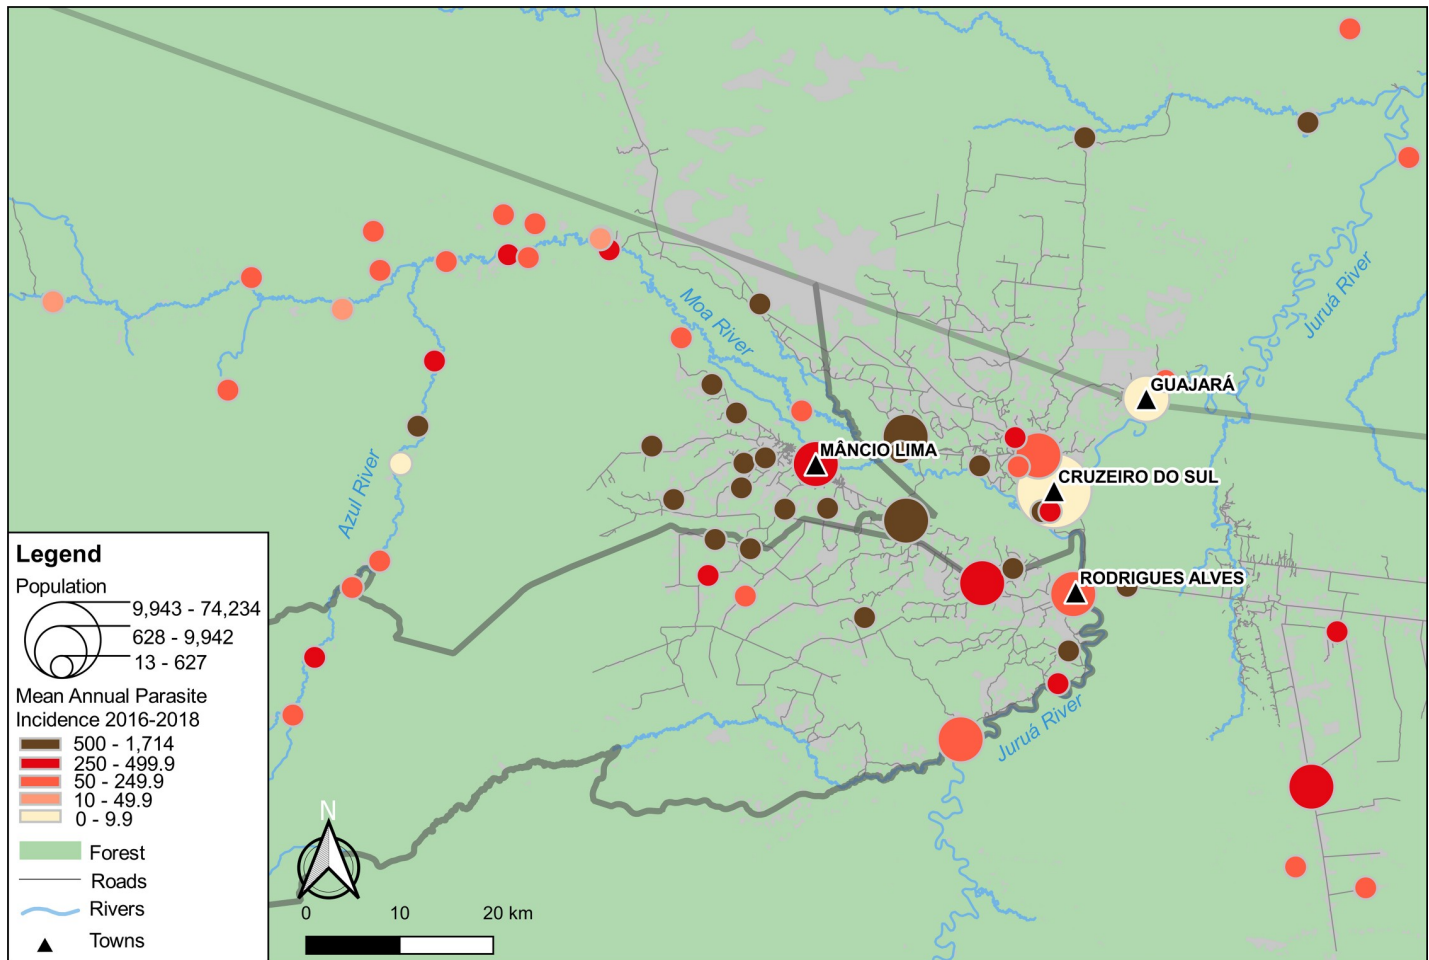 Moa River
Juruá River
GUAJARÁ
MÂNCIO LIMA
CRUZEIRO DO SUL
Azul River
RODRIGUES ALVES
Juruá River
Legend
Population
9,943 - 74,234
628 - 9,942
13 - 627
Mean Annual Parasite
Incidence 2016-2018
500 - 1,714
250 - 499.9
50 - 249.9
10 - 49.9
0 - 9.9
Forest
Roads
Rivers
Towns
N
0 10 20 km